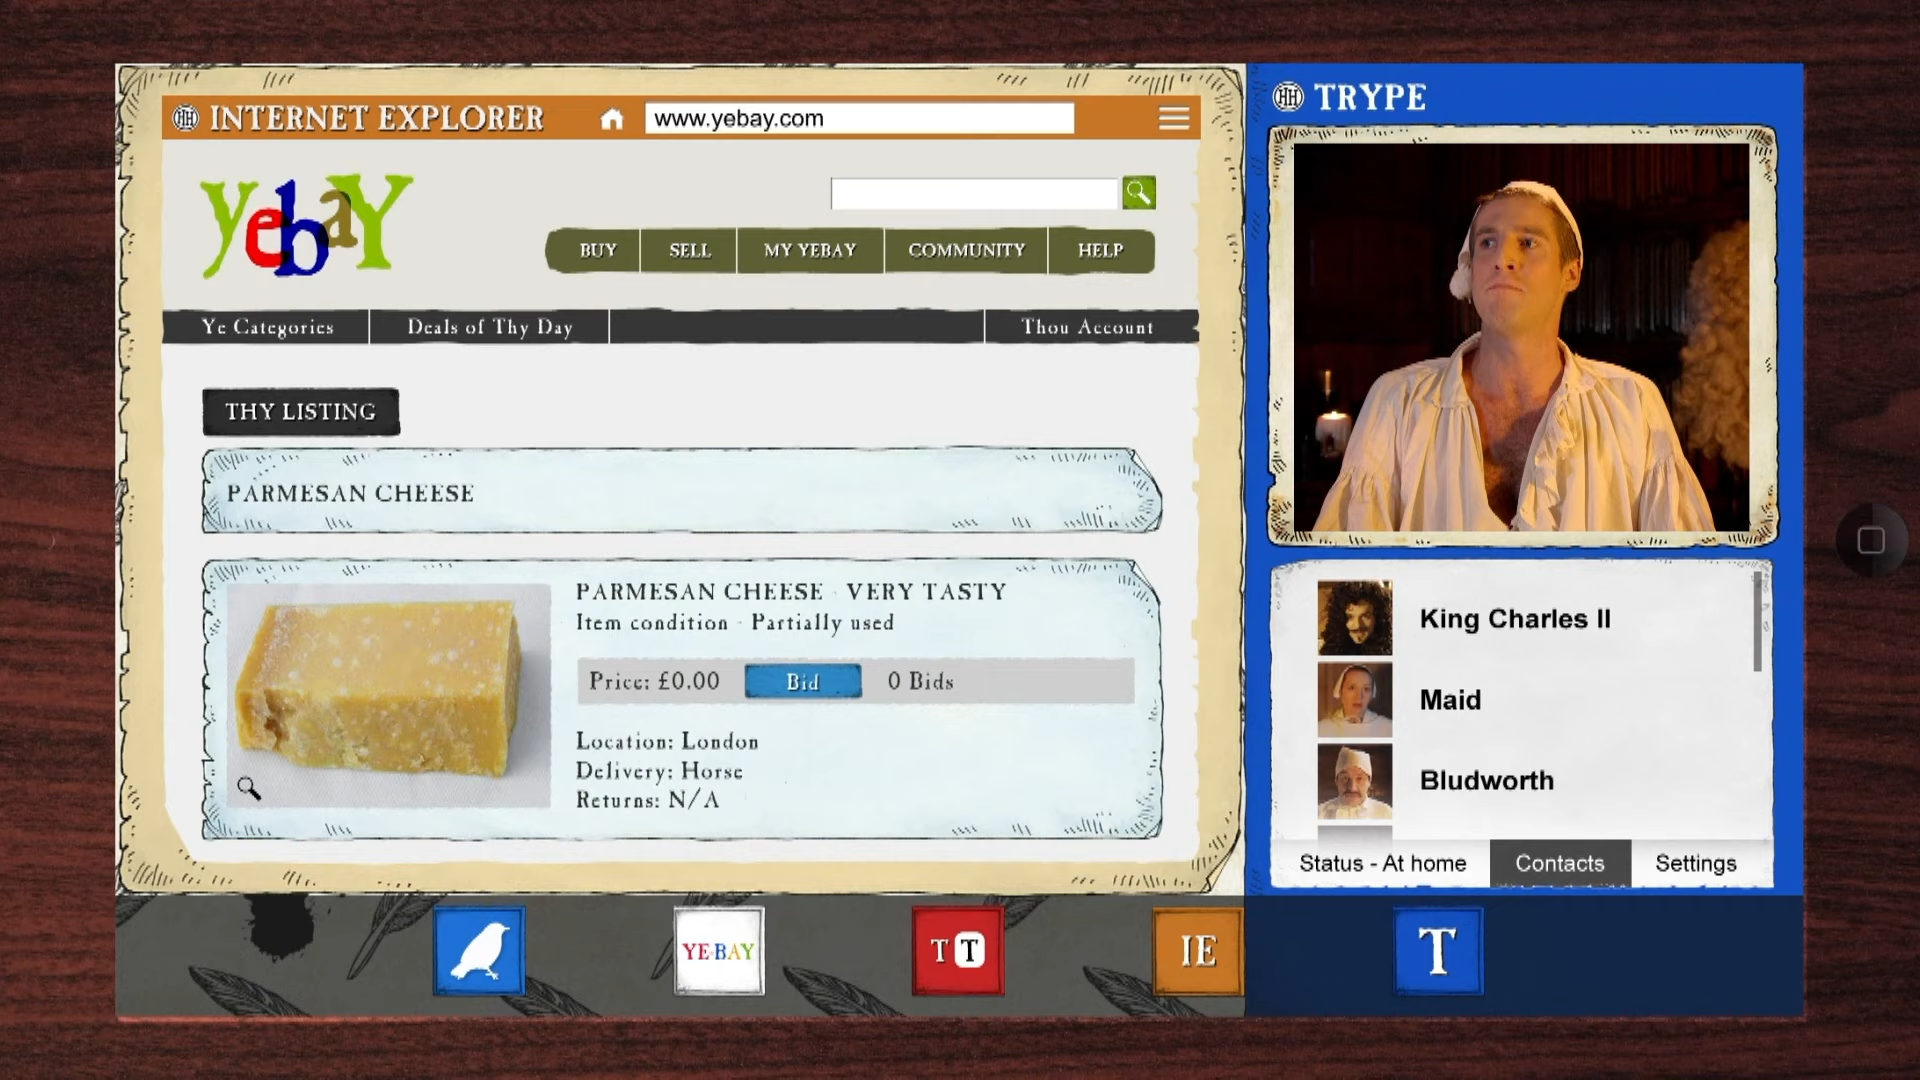 HH INTERNET EXPLORER
www.yebay.com
yebaY
BUY SELL MY YEBAY COMMUNITY HELP
Ye Categories Deals of Thy Day Thou Account
THY LISTING
PARMESAN CHEESE
PARMESAN CHEESE - VERY TASTY
Item condition - Partially used
Price: £0.00 Bid 0 Bids
Location: London
Delivery: Horse
Returns: N/A
HH TRYPE
King Charles II
Maid
Bludworth
Status - At home Contacts Settings
YE-BAY T T IE T